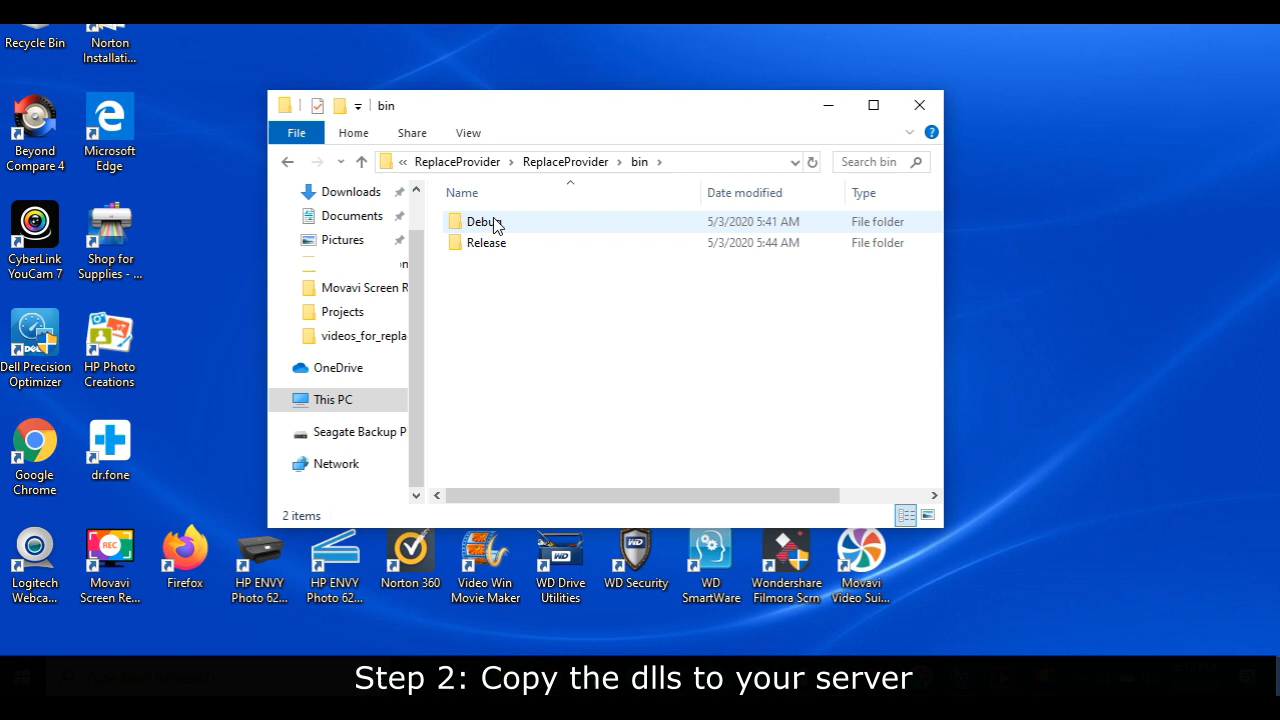 Recycle Bin
Norton
Installati...
Beyond
Compare 4
Microsoft
Edge
CyberLink
YouCam 7
Shop for
Supplies - ...
Dell Precision
Optimizer
HP Photo
Creations
Google
Chrome
dr.fone
bin
File Home Share View
« ReplaceProvider › ReplaceProvider › bin ›
Search bin
Downloads
Documents
Pictures
Movavi Screen R
Projects
videos_for_repla
OneDrive
This PC
Seagate Backup P
Network
Name Date modified Type
Debug 5/3/2020 5:41 AM File folder
Release 5/3/2020 5:44 AM File folder
2 items
Logitech
Webca...
REC
Movavi
Screen Re...
Firefox
HP ENVY
Photo 62...
HP ENVY
Photo 62...
Norton 360
Video Win
Movie Maker
WD
WD Drive
Utilities
WD
WD Security
WD
SmartWare
Wondershare
Filmora Scrn
Movavi
Video Sui...
Step 2: Copy the dlls to your server